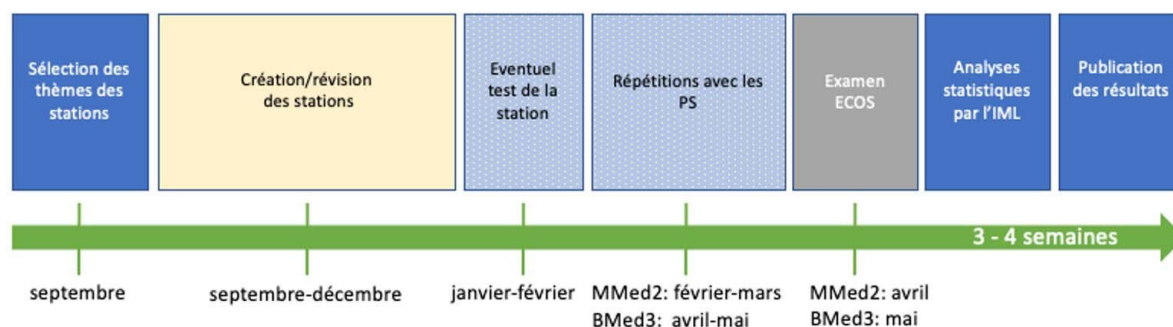 Sélection des
thèmes des
stations
Création/révision
des stations
Eventuel
test de la
station
Répétitions avec les
PS
Examen
ECOS
Analyses
statistiques
par l'IML
Publication
des résultats
3 - 4 semaines
septembre
septembre-décembre
janvier-février
MMed2: février-mars
BMed3: avril-mai
MMed2: avril
BMed3: mai